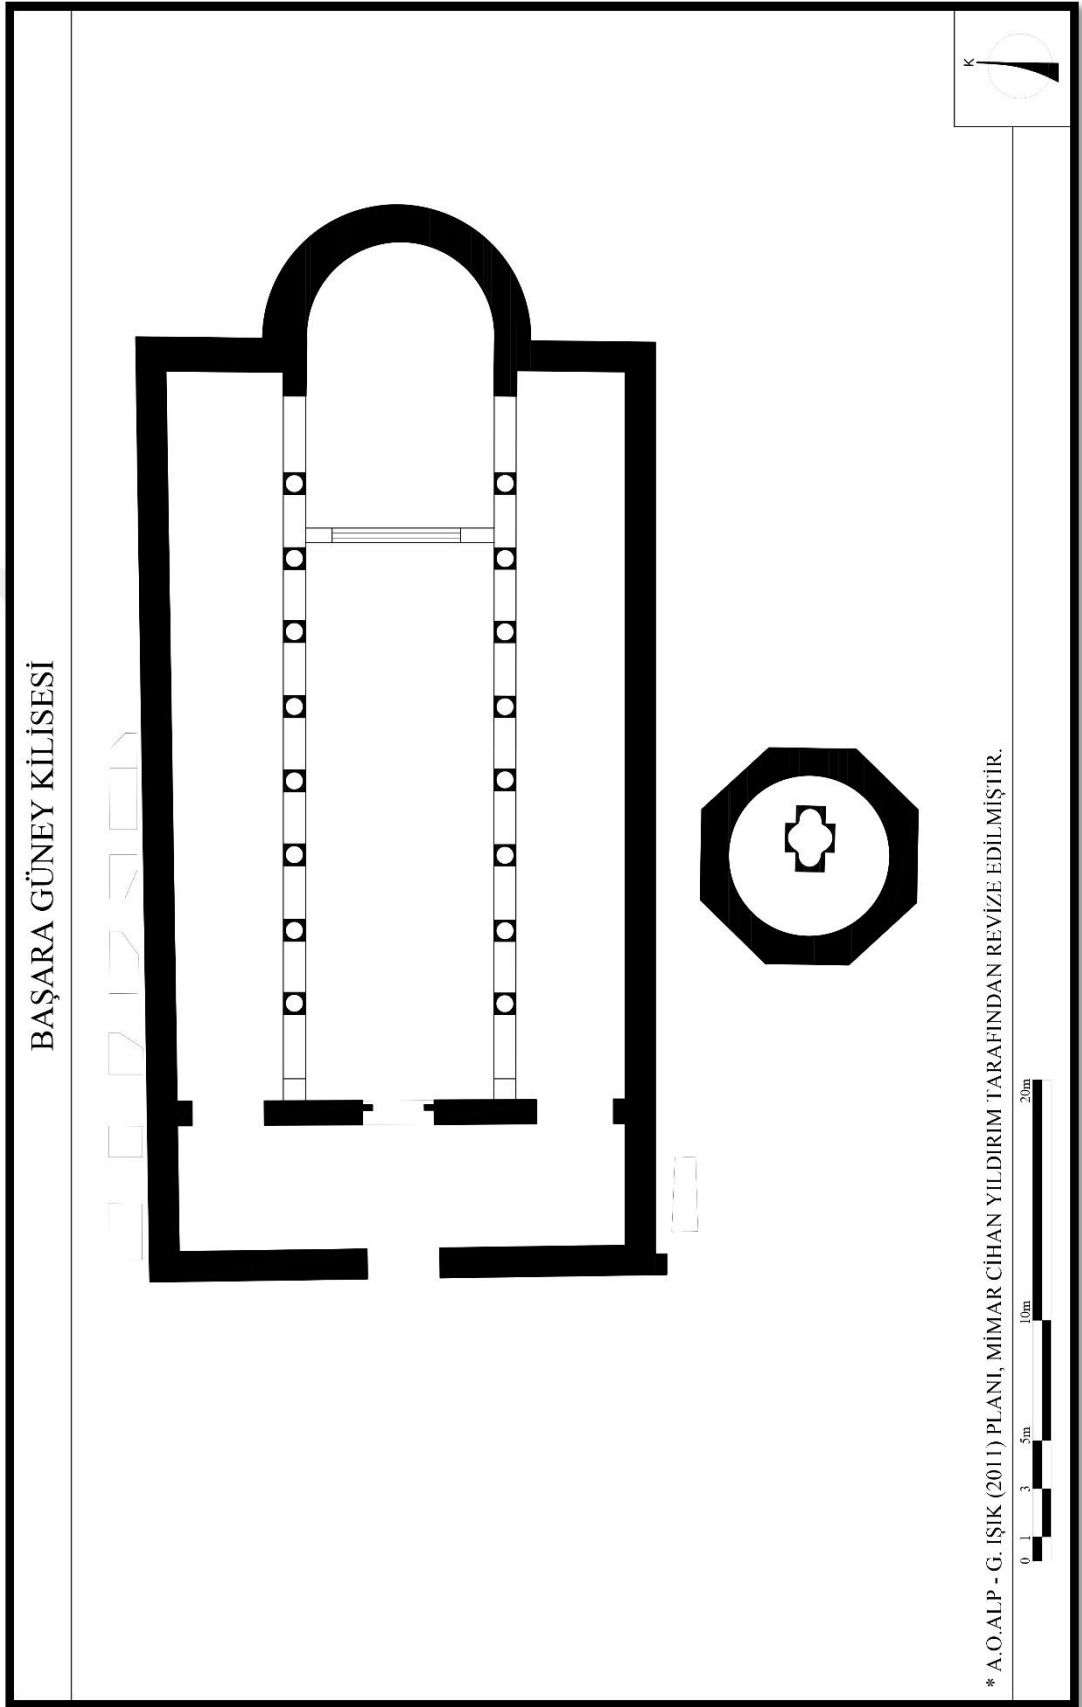 BAŞARA GÜNEY KİLİSESİ
K
* A.O.ALP - G. IŞIK (2011) PLANI, MİMAR CİHAN YILDIRIM TARAFINDAN REVİZE EDİLMİŞTİR.
0 1 3 5m 10m 20m